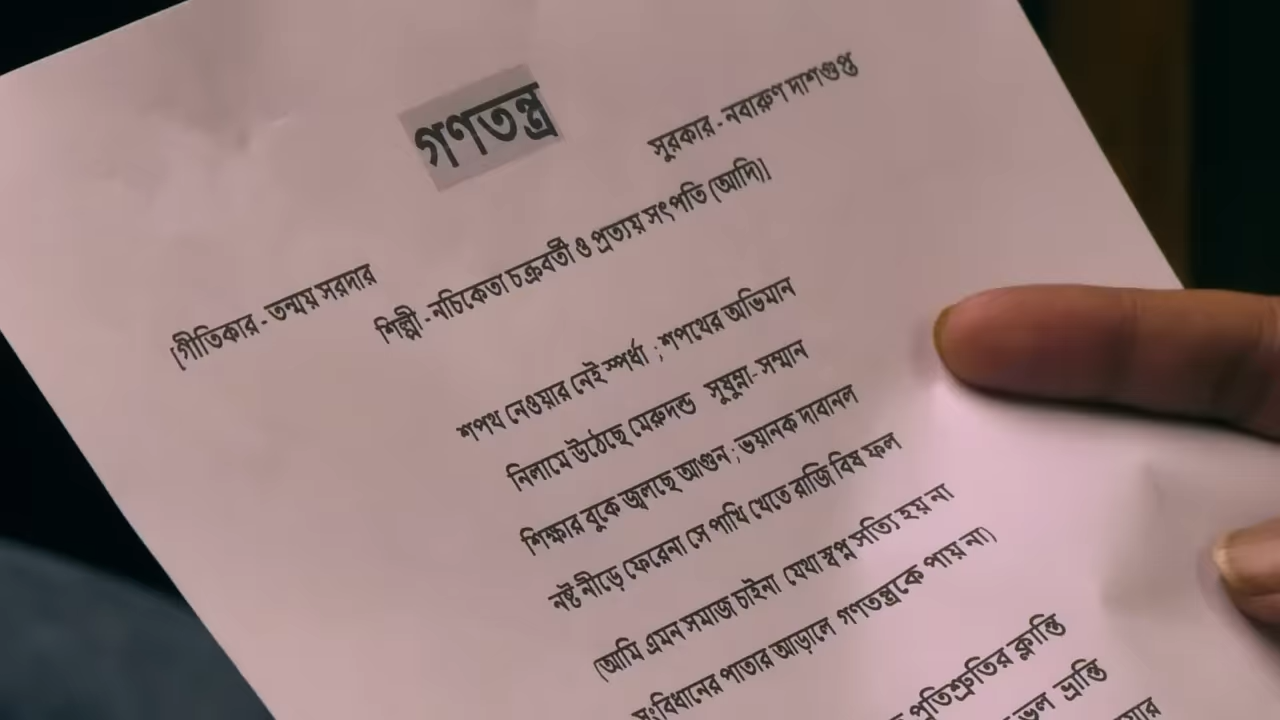 গণতন্ত্র
[গীতিকার - তন্ময় সরদার
সুরকার - নবারুণ দাশগুপ্ত
শিল্পী - নচিকেতা চক্রবর্তী ও প্রত্যয় সৎপতি (আদি)]
শপথ নেওয়ার নেই স্পর্ধা ; শপথের অভিমান
নিলামে উঠেছে মেরুদন্ড সুষুন্না- সম্মান
শিক্ষার বুকে জ্বলছে আগুন ; ভয়ানক দাবানল
নষ্ট নীড়ে ফেরেনা সে পাখি খেতে রাজি বিষ ফল
(আমি এমন সমাজ চাইনা যেথা স্বপ্ন সত্যি হয় না
সংবিধানের পাতার আড়ালে গণতন্ত্রকে পায় না)
প্রতিশ্রুতির ক্লান্তি
ভুল ভ্রান্তি